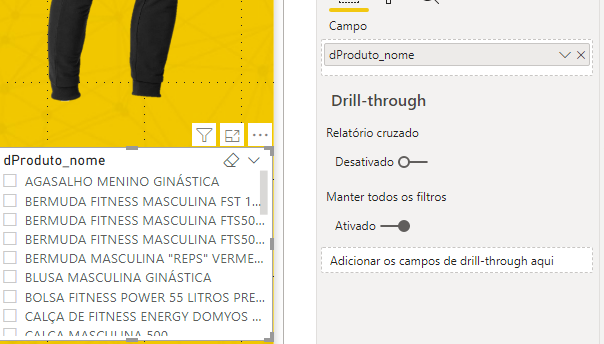 Campo
dProduto_nome
Drill-through
Relatório cruzado
Desativado
Manter todos os filtros
Ativado
Adicionar os campos de drill-through aqui
dProduto_nome
AGASALHO MENINO GINÁSTICA
BERMUDA FITNESS MASCULINA FST 1...
BERMUDA FITNESS MASCULINA FTS50...
BERMUDA FITNESS MASCULINA FTS50...
BERMUDA MASCULINA "REPS" VERME...
BLUSA MASCULINA GINÁSTICA
BOLSA FITNESS POWER 55 LITROS PRE...
CALÇA DE FITNESS ENERGY DOMYOS ...
CALÇA MASCULINA 500